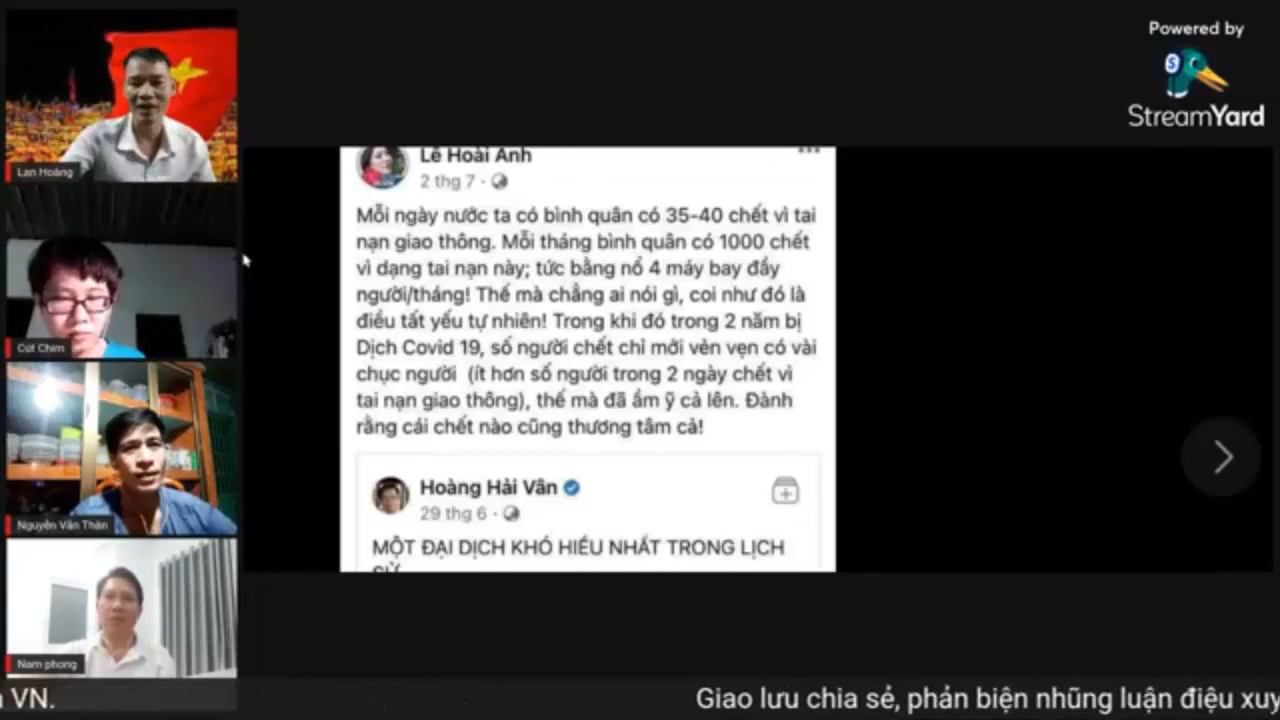 Powered by
StreamYard
Lan Hoàng
Cút Chim
Nguyễn Văn Thân
Nam phong
Lê Hoài Anh
2 thg 7
Mỗi ngày nước ta có bình quân có 35-40 chết vì tai
nạn giao thông. Mỗi tháng bình quân có 1000 chết
vì dạng tai nạn này; tức bằng nổ 4 máy bay đầy
người/tháng! Thế mà chẳng ai nói gì, coi như đó là
điều tất yếu tự nhiên! Trong khi đó trong 2 năm bị
Dịch Covid 19, số người chết chỉ mới vẻn vẹn có vài
chục người (ít hơn số người trong 2 ngày chết vì
tai nạn giao thông), thế mà đã ầm ỹ cả lên. Đành
rằng cái chết nào cũng thương tâm cả!
Hoàng Hải Vân
29 thg 6
MỘT ĐẠI DỊCH KHÓ HIỂU NHẤT TRONG LỊCH
SỬ
VN.
Giao lưu chia sẻ, phản biện những luận điệu xuy